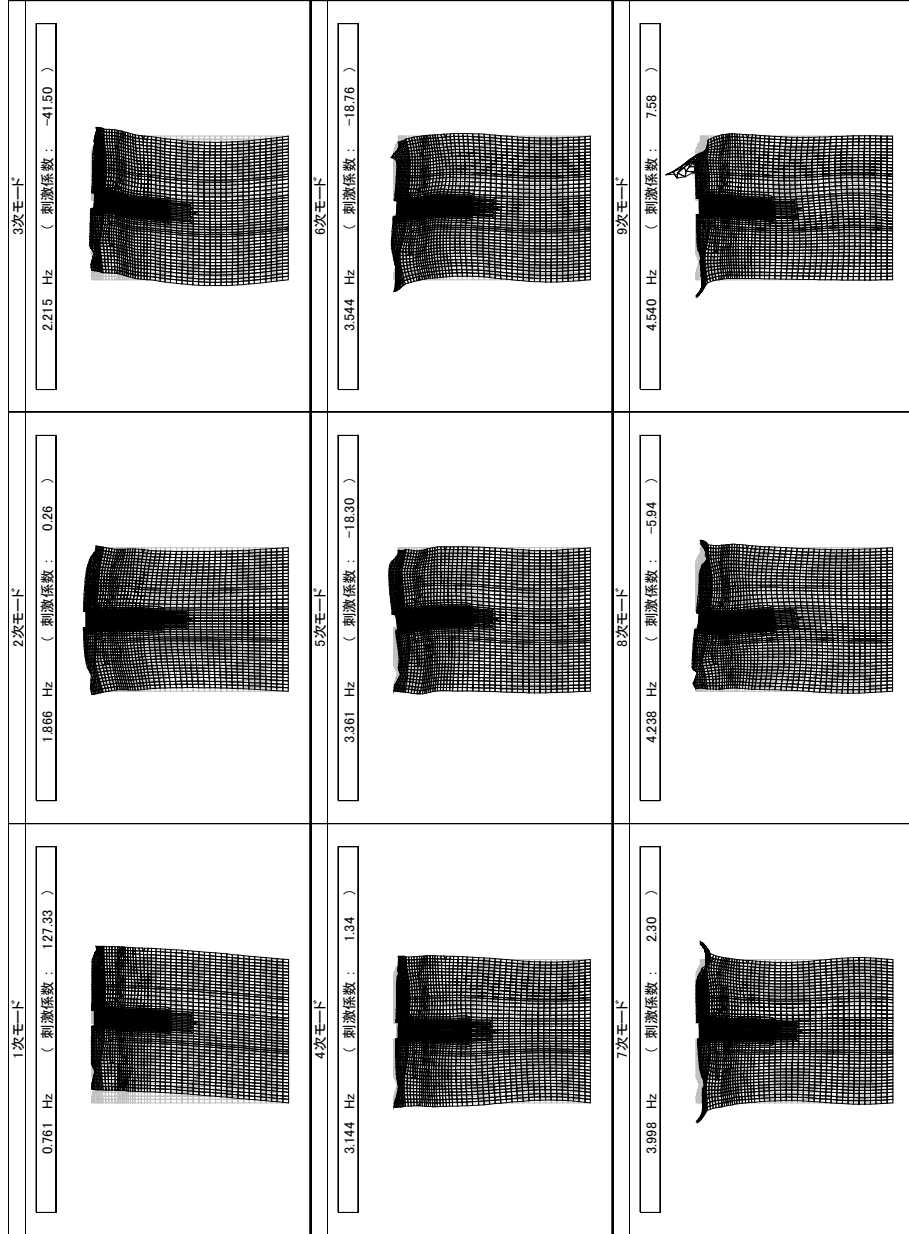 1次モード
0.761 Hz ( 刺激係数 : 127.33 )
2次モード
1.866 Hz ( 刺激係数 : 0.26 )
3次モード
2.215 Hz ( 刺激係数 : -41.50 )
4次モード
3.144 Hz ( 刺激係数 : 1.34 )
5次モード
3.361 Hz ( 刺激係数 : -18.30 )
6次モード
3.544 Hz ( 刺激係数 : -18.76 )
7次モード
3.998 Hz ( 刺激係数 : 2.30 )
8次モード
4.238 Hz ( 刺激係数 : -5.94 )
9次モード
4.540 Hz ( 刺激係数 : 7.58 )